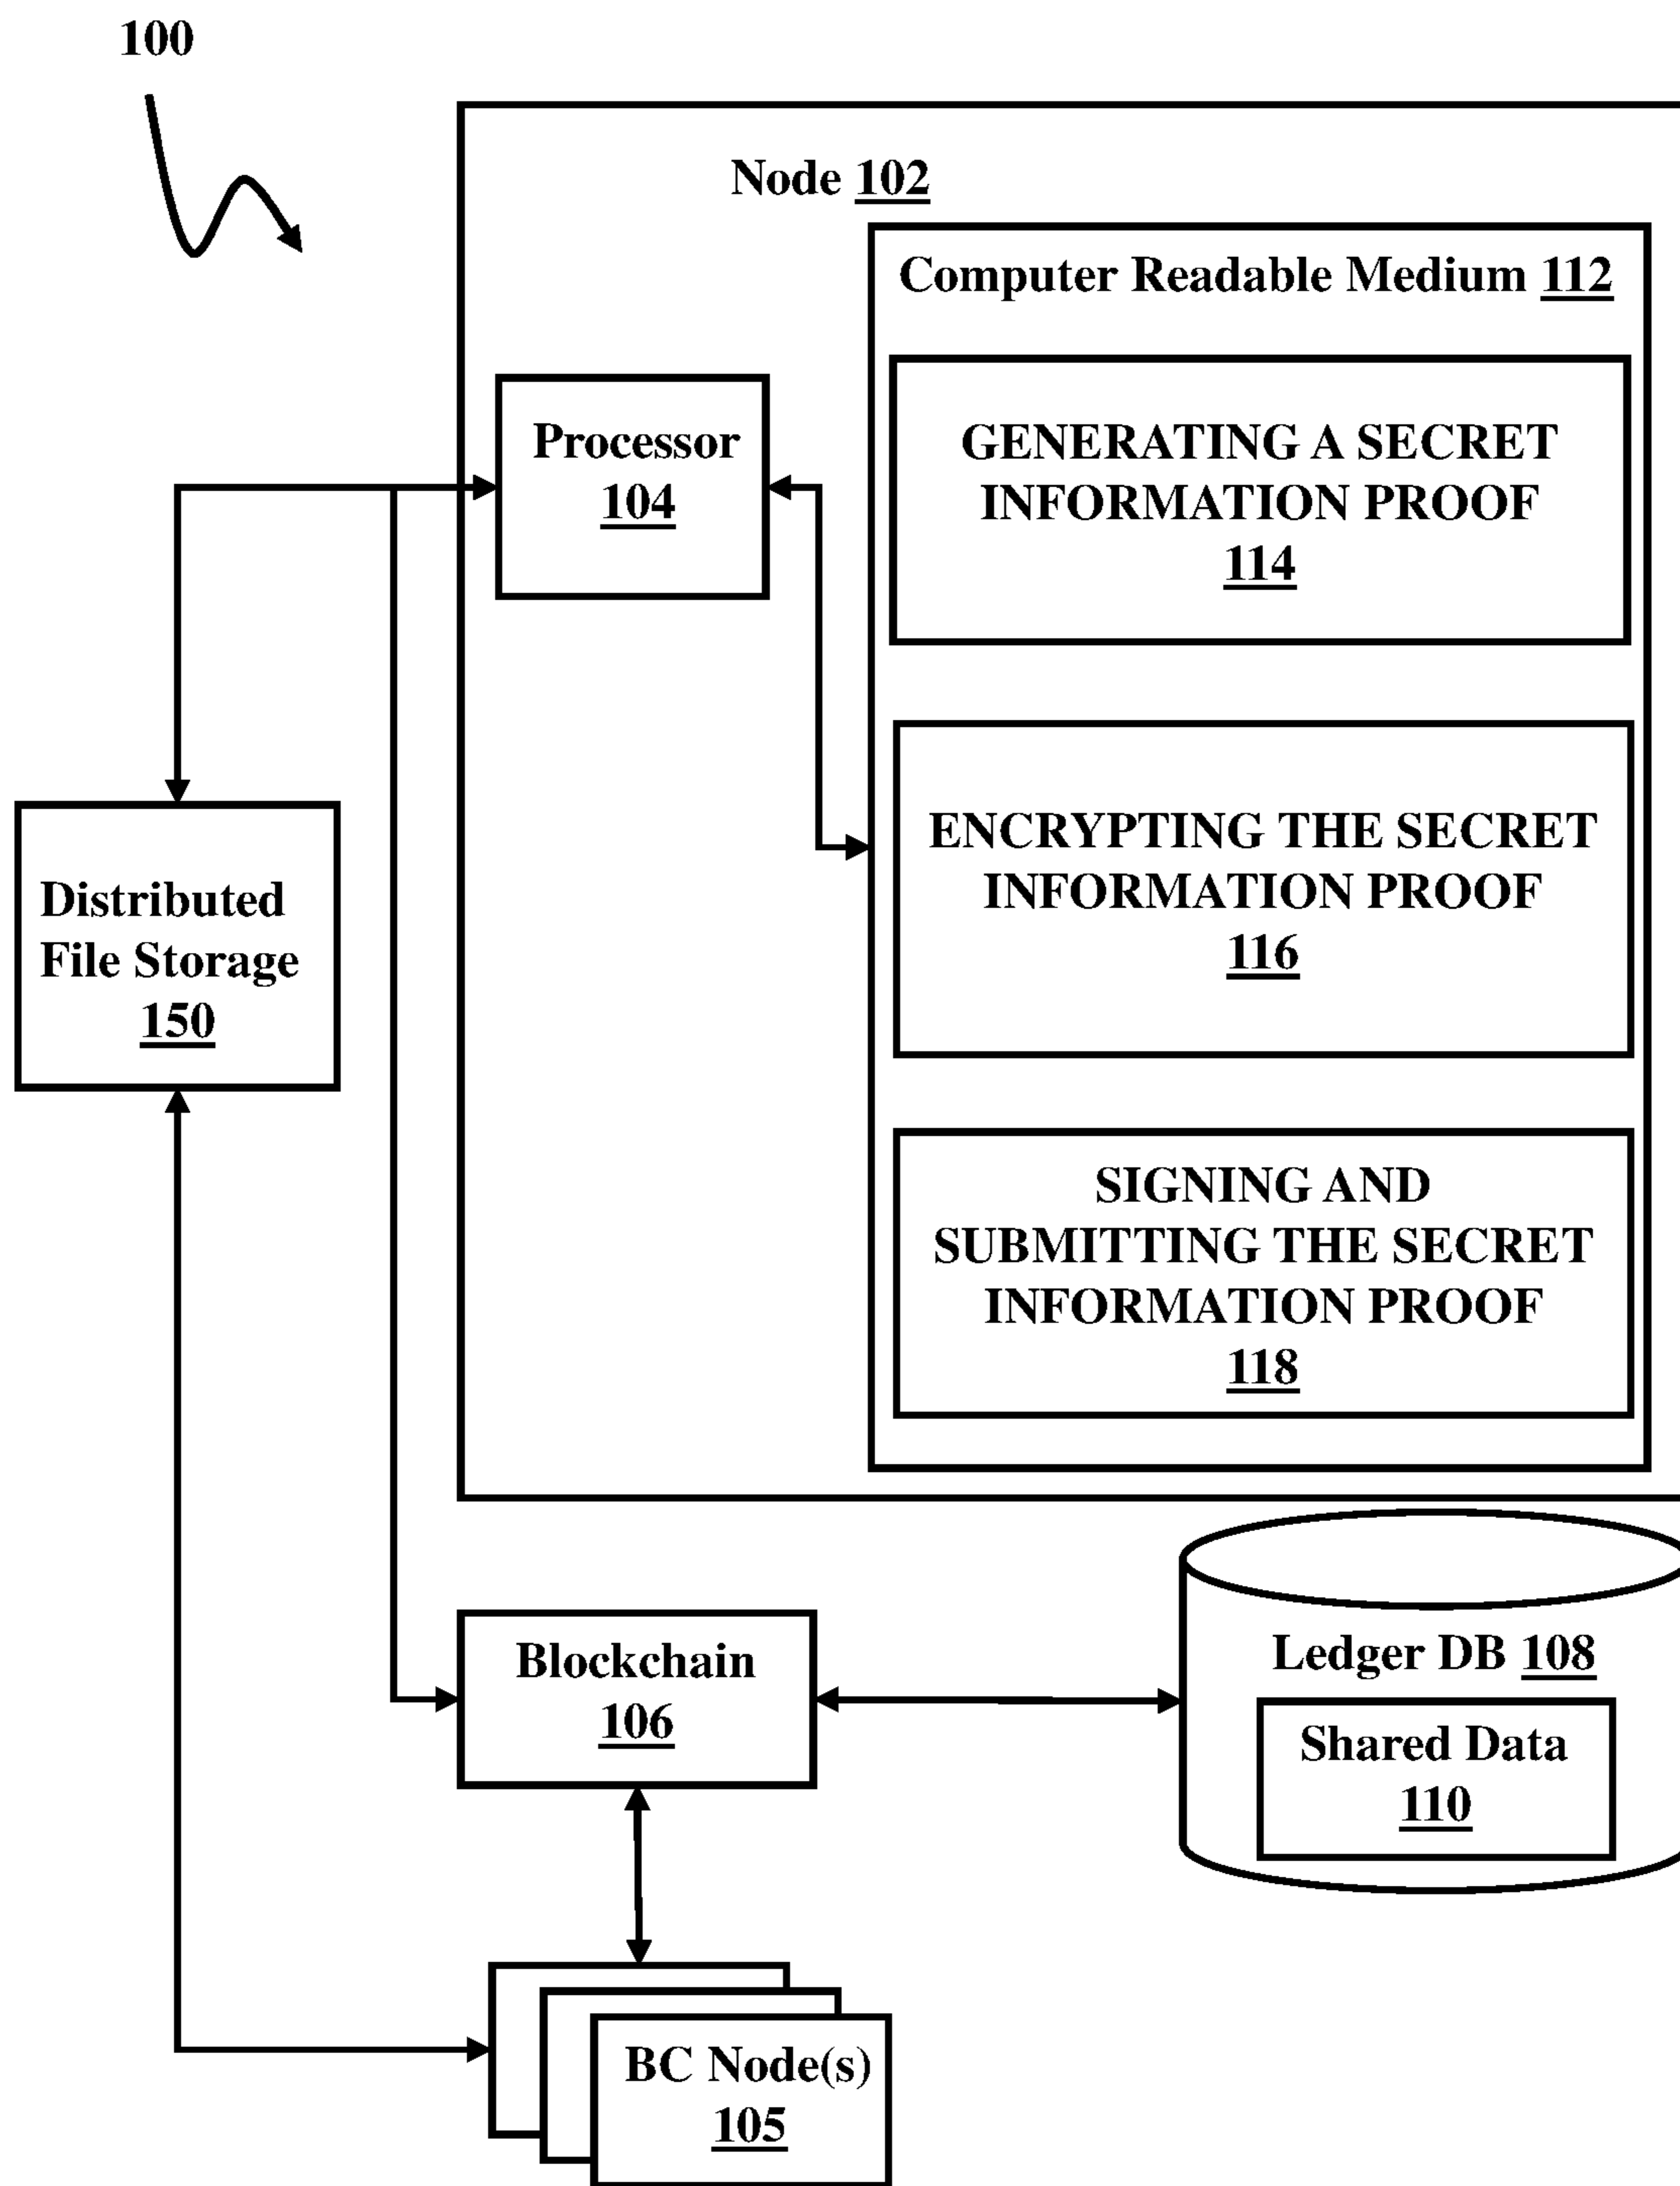 100
Node 102
Computer Readable Medium 112
Processor
104
GENERATING A SECRET
INFORMATION PROOF
114
ENCRYPTING THE SECRET
INFORMATION PROOF
116
Distributed
File Storage
150
SIGNING AND
SUBMITTING THE SECRET
INFORMATION PROOF
118
Blockchain
106
Ledger DB 108
Shared Data
110
BC Node(s)
105